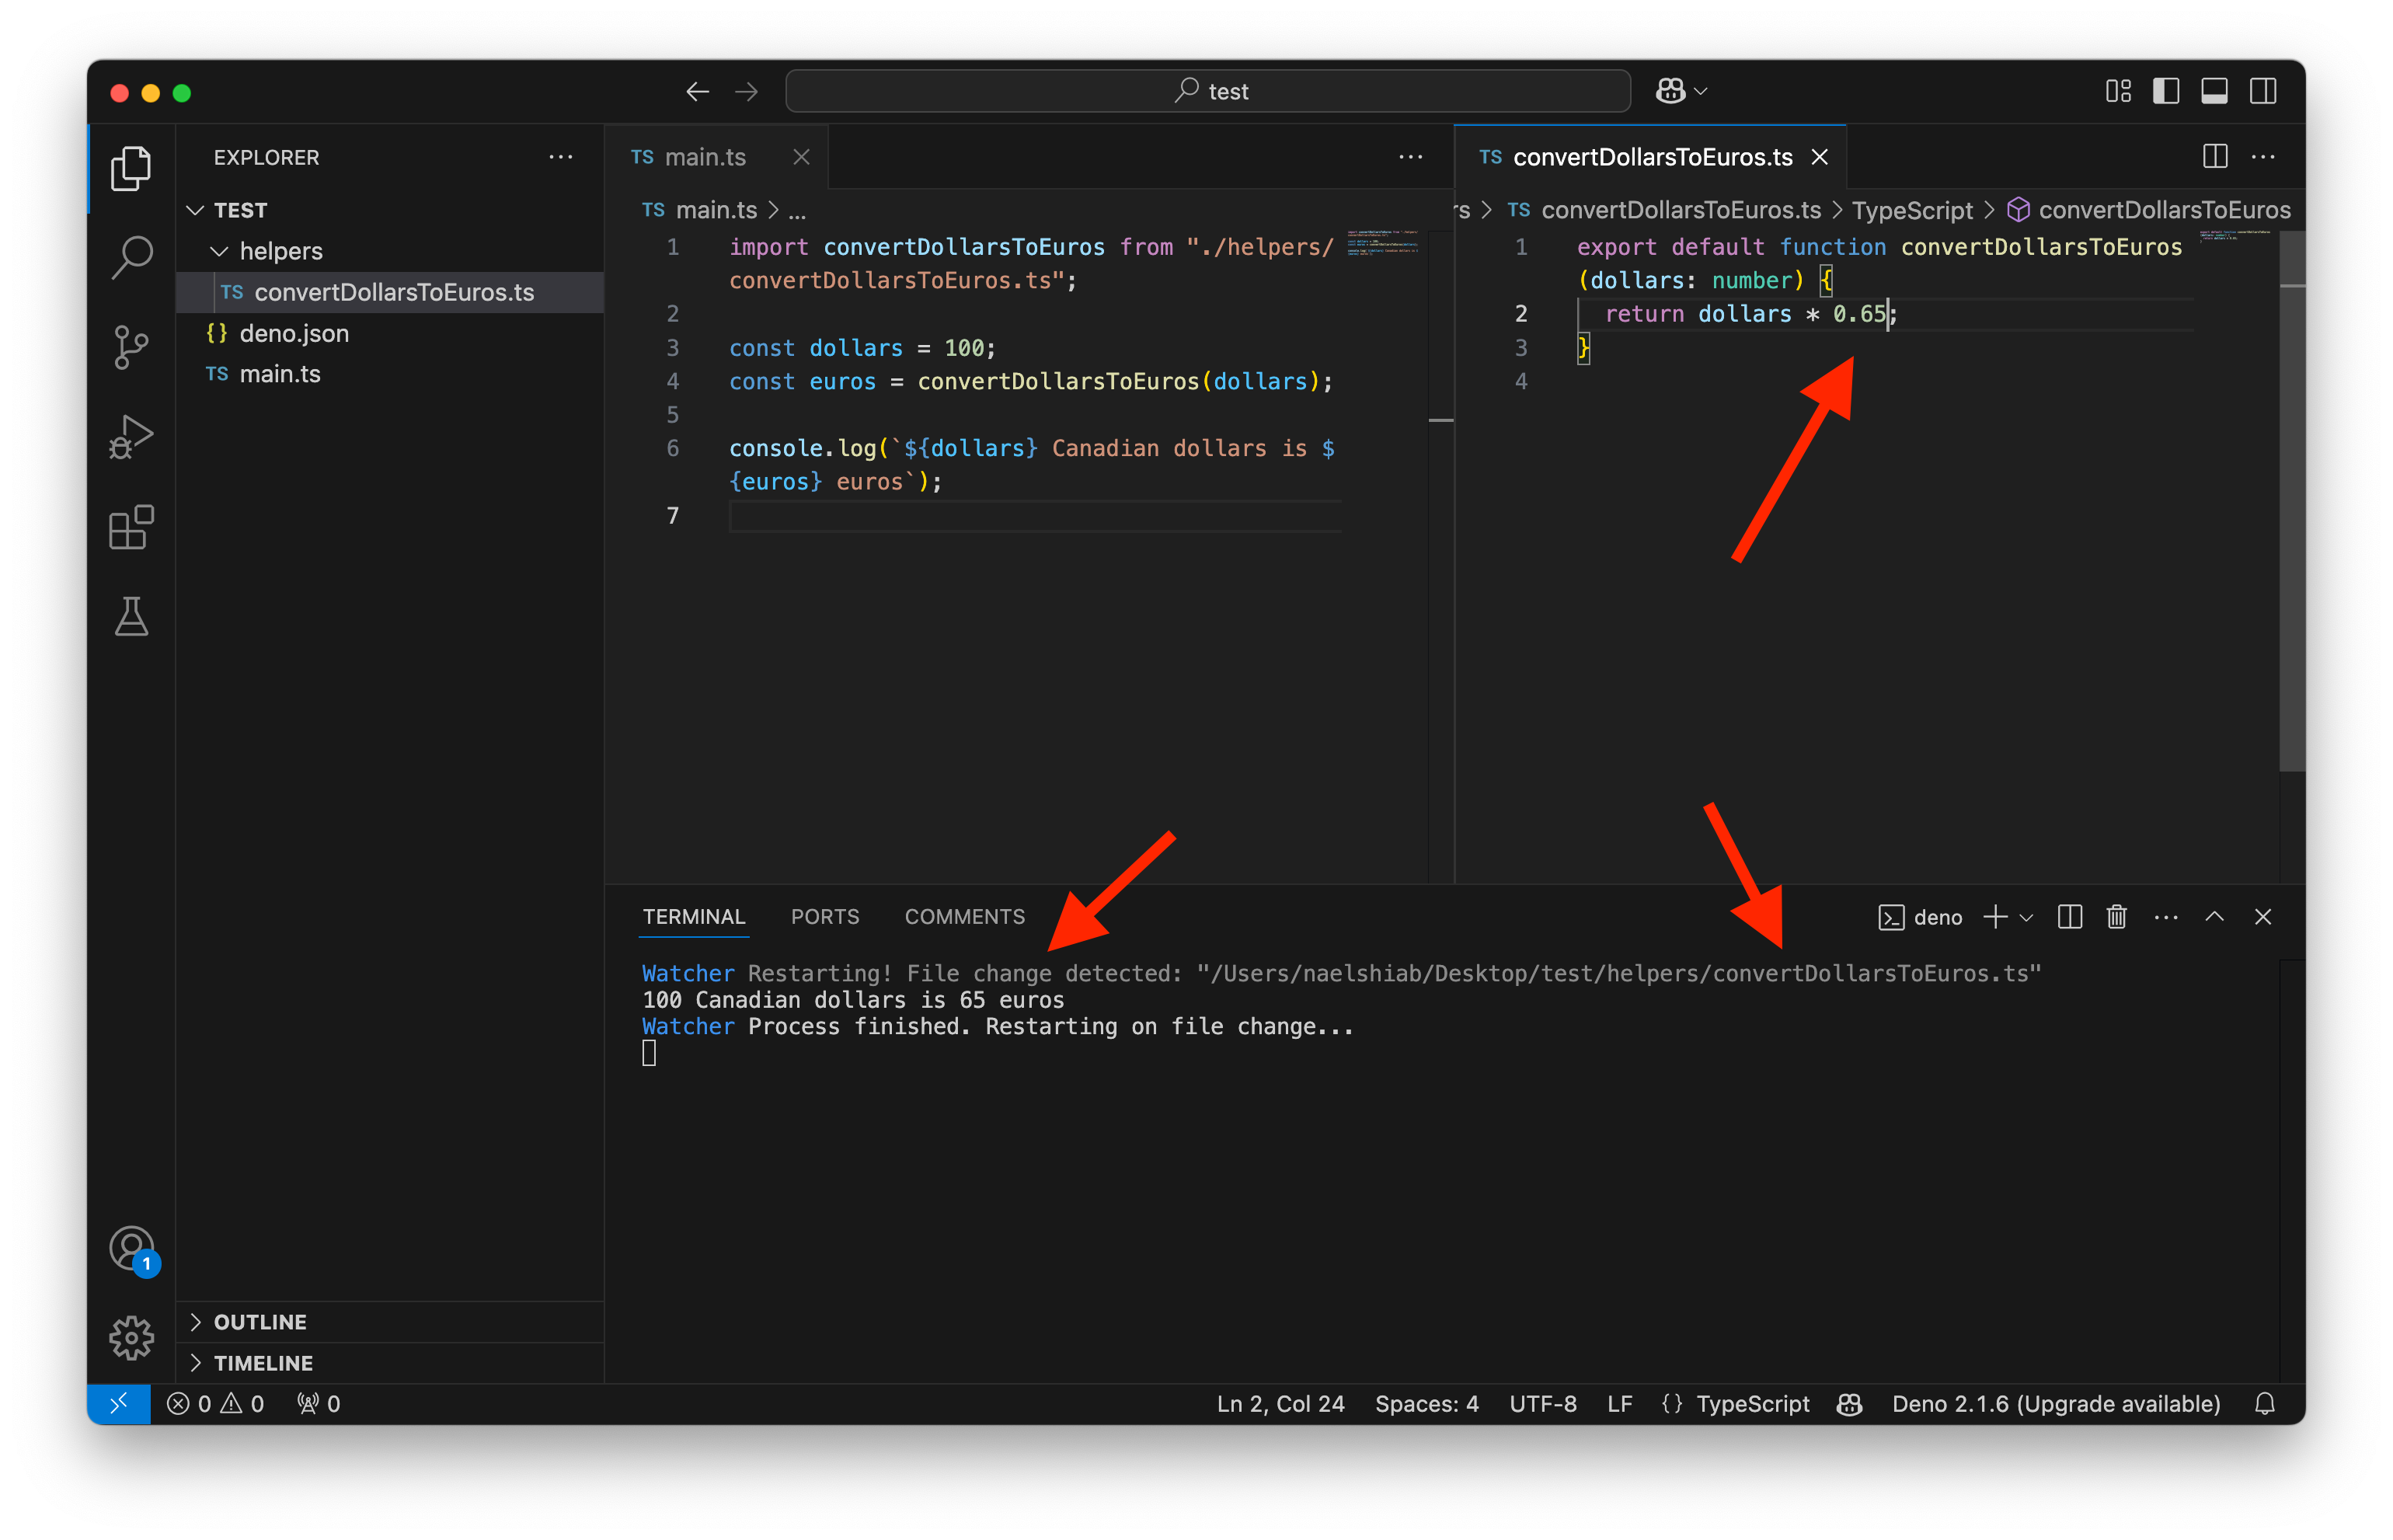 test
EXPLORER
TEST
helpers
TS convertDollarsToEuros.ts
{} deno.json
TS main.ts
OUTLINE
TIMELINE
TS main.ts
TS main.ts > ...
1 import convertDollarsToEuros from "./helpers/
convertDollarsToEuros.ts";
2
3 const dollars = 100;
4 const euros = convertDollarsToEuros(dollars);
5
6 console.log(`${dollars} Canadian dollars is $
{euros} euros`);
7
TS convertDollarsToEuros.ts
rs > TS convertDollarsToEuros.ts > TypeScript > convertDollarsToEuros
1 export default function convertDollarsToEuros
(dollars: number) {
2 return dollars * 0.65;
3 }
4
TERMINAL PORTS COMMENTS
deno
Watcher Restarting! File change detected: "/Users/naelshiab/Desktop/test/helpers/convertDollarsToEuros.ts"
100 Canadian dollars is 65 euros
Watcher Process finished. Restarting on file change...
1
0 0 0
Ln 2, Col 24 Spaces: 4 UTF-8 LF {} TypeScript Deno 2.1.6 (Upgrade available)